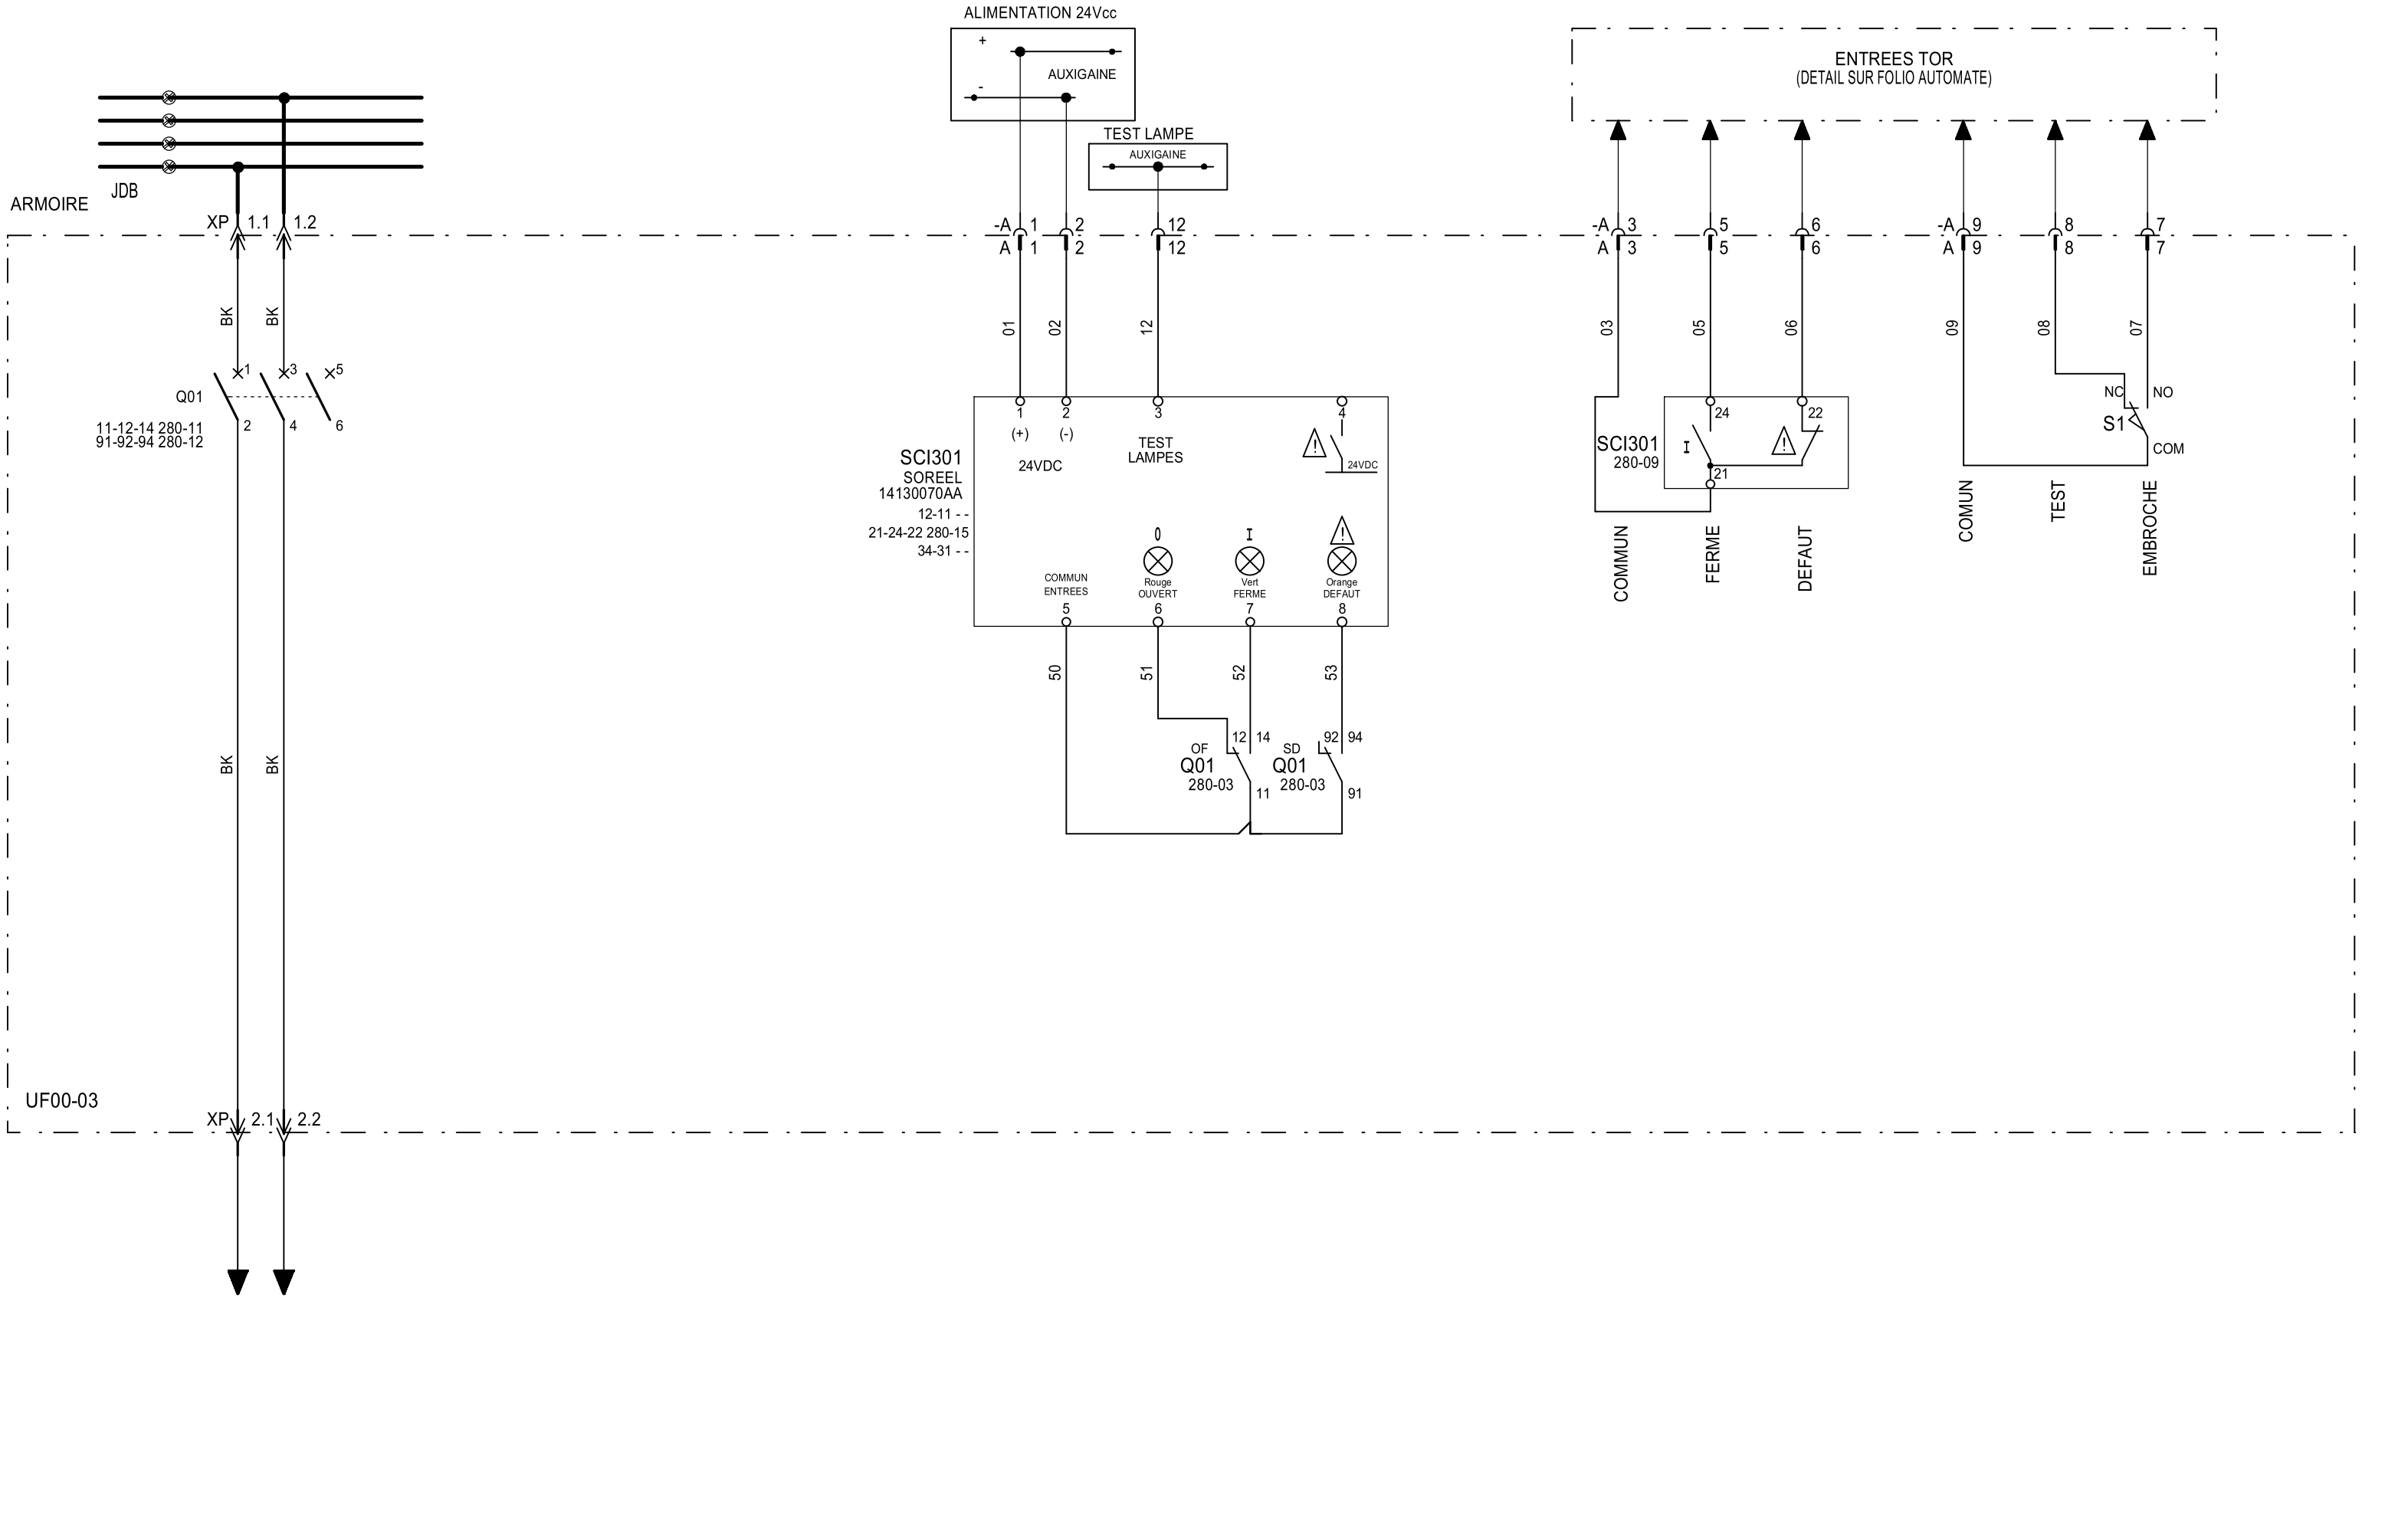 ALIMENTATION 24Vcc
+
AUXIGAINE
-
TEST LAMPE
AUXIGAINE
ENTREES TOR
(DETAIL SUR FOLIO AUTOMATE)
JDB
ARMOIRE
XP 1.1 1.2
-A 1 2 12
A 1 2 12
-A 3 5 6
A 3 5 6
-A 9 8 7
A 9 8 7
BK BK
01 02 12
03 05 06
09 08 07
1 3 5
Q01
2 4 6
11-12-14 280-11
91-92-94 280-12
1 2 3 4
(+) (-)
TEST
LAMPES
24VDC
24VDC
!
SCI301
SOREEL
14130070AA
12-11 - -
21-24-22 280-15
34-31 - -
0 I !
COMMUN
ENTREES
Rouge
OUVERT
Vert
FERME
Orange
DEFAUT
5 6 7 8
50 51 52 53
12 14
OF
Q01
280-03
11
92 94
SD
Q01
280-03
91
24 22
SCI301
280-09
I
!
21
COMMUN
FERME
DEFAUT
NC NO
S1
COM
COMUN
TEST
EMBROCHE
BK BK
UF00-03
XP 2.1 2.2